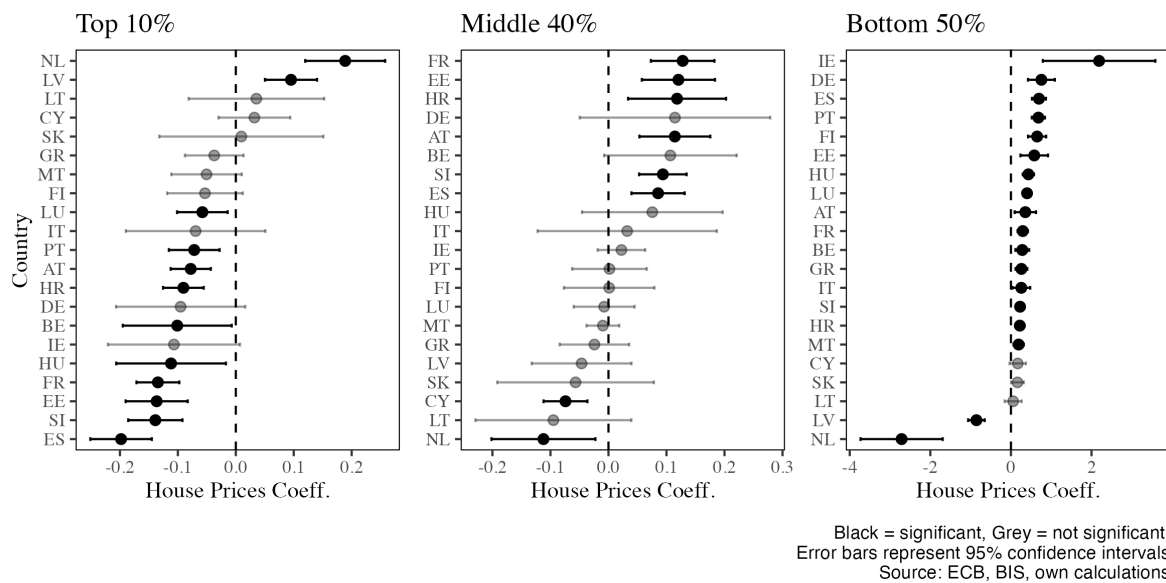 Top 10%
Middle 40%
Bottom 50%
Country
NL
LV
LT
CY
SK
GR
MT
FI
LU
IT
PT
AT
HR
DE
BE
IE
HU
FR
EE
SI
ES
-0.2 -0.1 0.0 0.1 0.2
House Prices Coeff.
FR
EE
HR
DE
AT
BE
SI
ES
HU
IT
IE
PT
FI
LU
MT
GR
LV
SK
CY
LT
NL
-0.2 -0.1 0.0 0.1 0.2 0.3
House Prices Coeff.
IE
DE
ES
PT
FI
EE
HU
LU
AT
FR
BE
GR
IT
SI
HR
MT
CY
SK
LT
LV
NL
-4 -2 0 2
House Prices Coeff.
Black = significant, Grey = not significant
Error bars represent 95% confidence intervals
Source: ECB, BIS, own calculations